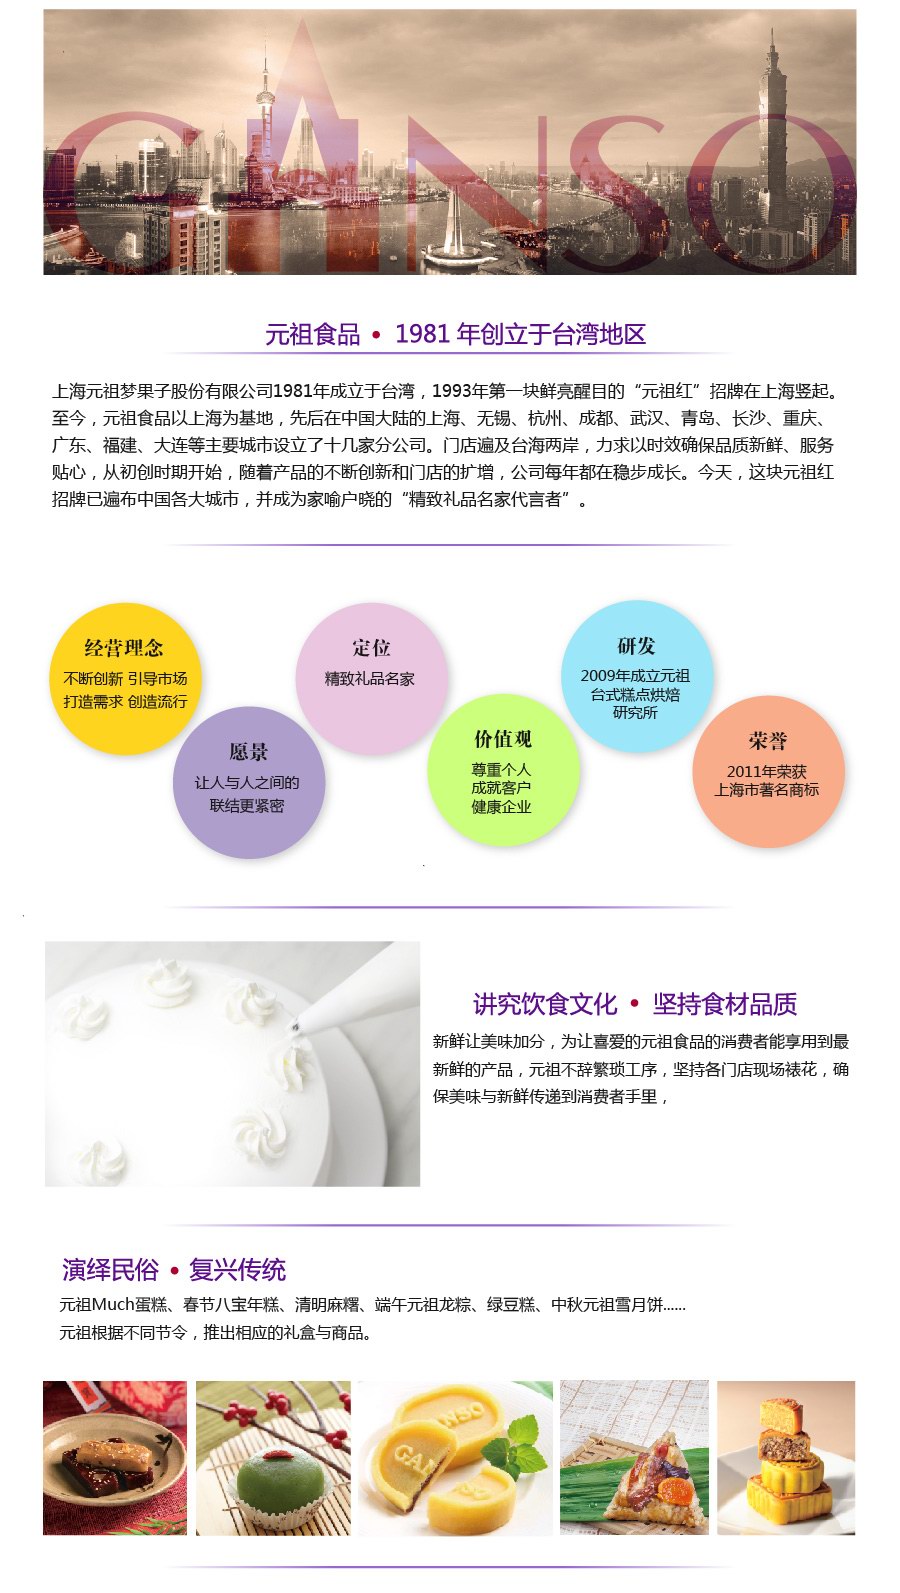 GANSO
元祖食品 • 1981 年创立于台湾地区
上海元祖梦果子股份有限公司1981年成立于台湾，1993年第一块鲜亮醒目的“元祖红”招牌在上海竖起。
至今，元祖食品以上海为基地，先后在中国大陆的上海、无锡、杭州、成都、武汉、青岛、长沙、重庆、
广东、福建、大连等主要城市设立了十几家分公司。门店遍及台海两岸，力求以时效确保品质新鲜、服务
贴心，从初创时期开始，随着产品的不断创新和门店的扩增，公司每年都在稳步成长。今天，这块元祖红
招牌已遍布中国各大城市，并成为家喻户晓的“精致礼品名家代言者”。
经营理念
不断创新 引导市场
打造需求 创造流行
愿景
让人与人之间的
联结更紧密
定位
精致礼品名家
价值观
尊重个人
成就客户
健康企业
研发
2009年成立元祖
台式糕点烘焙
研究所
荣誉
2011年荣获
上海市著名商标
讲究饮食文化 • 坚持食材品质
新鲜让美味加分，为让喜爱的元祖食品的消费者能享用到最
新鲜的产品，元祖不辞繁琐工序，坚持各门店现场裱花，确
保美味与新鲜传递到消费者手里，
演绎民俗 • 复兴传统
元祖Much蛋糕、春节八宝年糕、清明麻糬、端午元祖龙粽、绿豆糕、中秋元祖雪月饼......
元祖根据不同节令，推出相应的礼盒与商品。